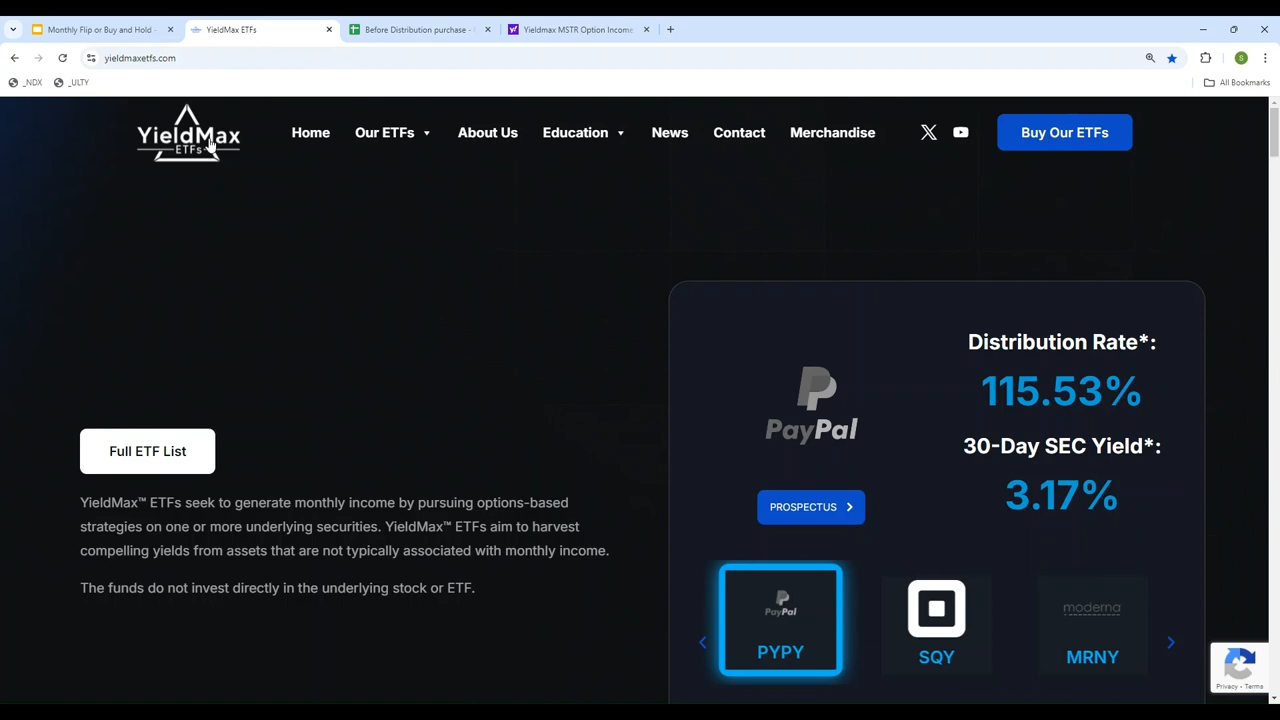 Monthly Flip or Buy and Hold -
YieldMax ETFs
Before Distribution purchase -
Yieldmax MSTR Option Income
yieldmaxetfs.com
S
_NDX
_ULTY
All Bookmarks
YieldMax
ETFs
Home
Our ETFs
About Us
Education
News
Contact
Merchandise
Buy Our ETFs
Distribution Rate*:
115.53%
PayPal
30-Day SEC Yield*:
3.17%
Full ETF List
PROSPECTUS
YieldMax™ ETFs seek to generate monthly income by pursuing options-based
strategies on one or more underlying securities. YieldMax™ ETFs aim to harvest
compelling yields from assets that are not typically associated with monthly income.
The funds do not invest directly in the underlying stock or ETF.
PayPal
PYPY
SQY
moderna
MRNY
Privacy - Terms